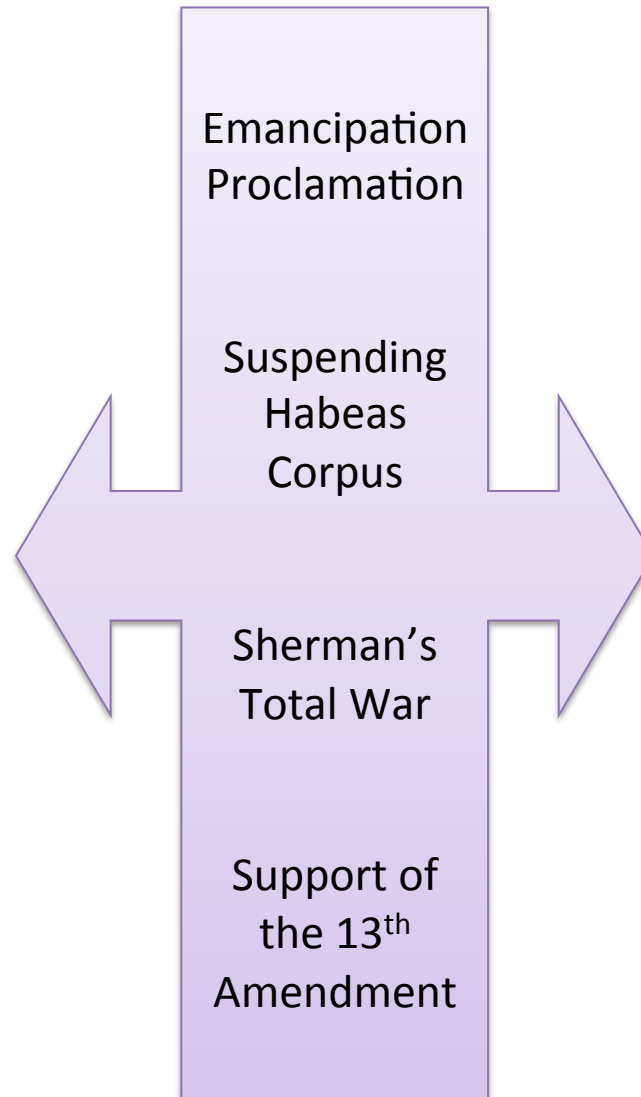 Emancipation
Proclamation
Suspending
Habeas
Corpus
Sherman’s
Total War
Support of
the 13th
Amendment